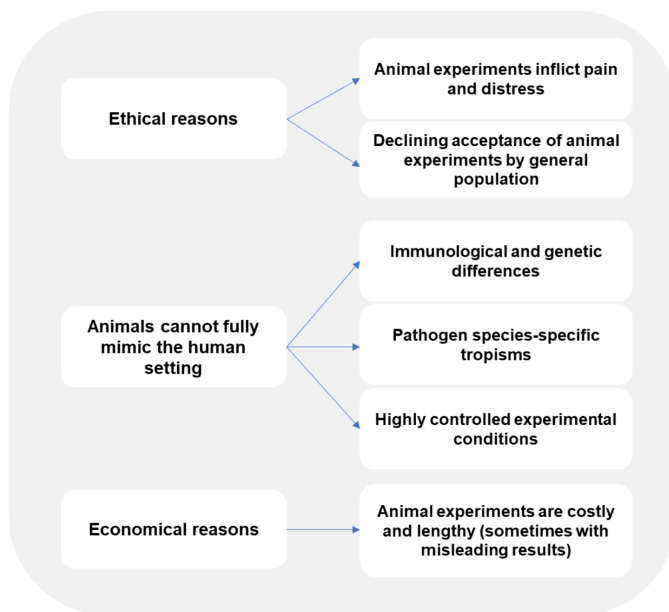 Ethical reasons
Animal experiments inflict pain
and distress
Declining acceptance of animal
experiments by general
population
Animals cannot fully
mimic the human
setting
Immunological and genetic
differences
Pathogen species-specific
tropisms
Highly controlled experimental
conditions
Economical reasons
Animal experiments are costly
and lengthy (sometimes with
misleading results)